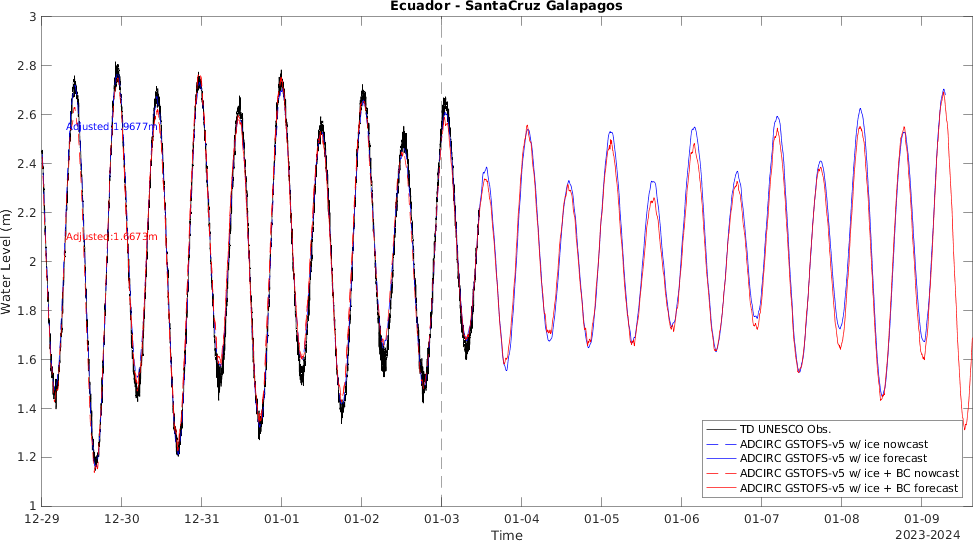 Ecuador - SantaCruz Galapagos
3
2.8
2.6
2.4
2.2
2
1.8
1.6
1.4
1.2
1
Water Level (m)
Adjusted:1.9677m
Adjusted:1.6673m
TD UNESCO Obs.
ADCIRC GSTOFS-v5 w/ ice nowcast
ADCIRC GSTOFS-v5 w/ ice forecast
ADCIRC GSTOFS-v5 w/ ice + BC nowcast
ADCIRC GSTOFS-v5 w/ ice + BC forecast
12-29 12-30 12-31 01-01 01-02 01-03 01-04 01-05 01-06 01-07 01-08 01-09
Time
2023-2024